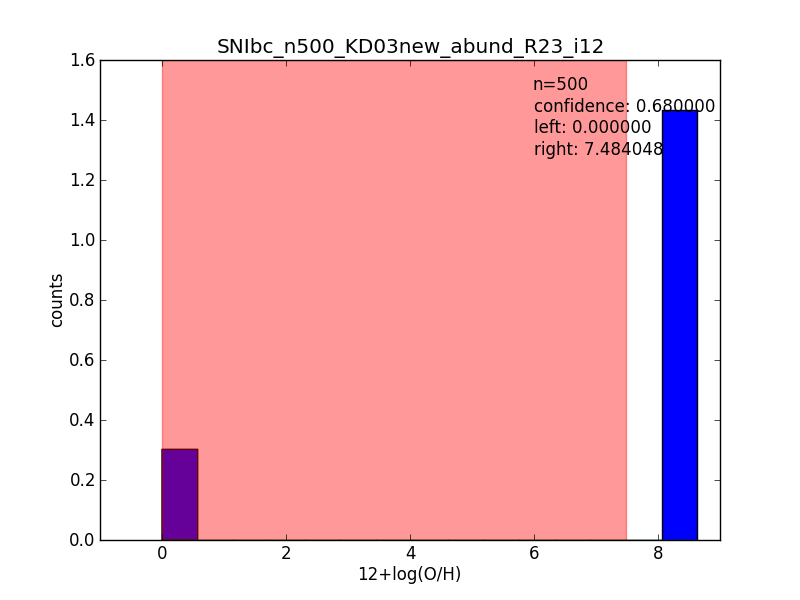 SNIbc_n500_KD03new_abund_R23_i12
1.6
1.4
1.2
1.0
0.8
0.6
0.4
0.2
0.0
counts
n=500
confidence: 0.680000
left: 0.000000
right: 7.484048
0 2 4 6 8
12+log(O/H)